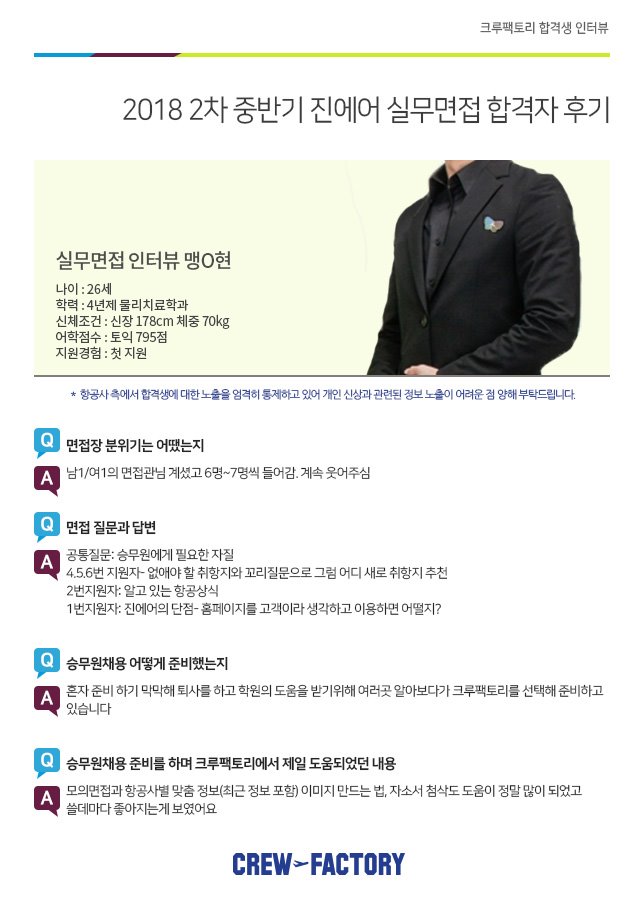 크루팩토리 합격생 인터뷰
2018 2차 중반기 진에어 실무면접 합격자 후기
실무면접 인터뷰 맹O현
나이 : 26세
학력 : 4년제 물리치료학과
신체조건 : 신장 178cm 체중 70kg
어학점수 : 토익 795점
지원경험 : 첫 지원
* 항공사 측에서 합격생에 대한 노출을 엄격히 통제하고 있어 개인 신상과 관련된 정보 노출이 어려운 점 양해 부탁드립니다.
Q 면접장 분위기는 어땠는지
A 남1/여1의 면접관님 계셨고 6명~7명씩 들어감. 계속 웃어주심
Q 면접 질문과 답변
A 공통질문: 승무원에게 필요한 자질
4.5.6번 지원자- 없애야 할 취항지와 꼬리질문으로 그럼 어디 새로 취항지 추천
2번지원자: 알고 있는 항공상식
1번지원자: 진에어의 단점- 홈페이지를 고객이라 생각하고 이용하면 어떨지?
Q 승무원채용 어떻게 준비했는지
A 혼자 준비 하기 막막해 퇴사를 하고 학원의 도움을 받기위해 여러곳 알아보다가 크루팩토리를 선택해 준비하고
있습니다
Q 승무원채용 준비를 하며 크루팩토리에서 제일 도움되었던 내용
A 모의면접과 항공사별 맞춤 정보(최근 정보 포함) 이미지 만드는 법, 자소서 첨삭도 도움이 정말 많이 되었고
쓸데마다 좋아지는게 보였어요
CREW FACTORY